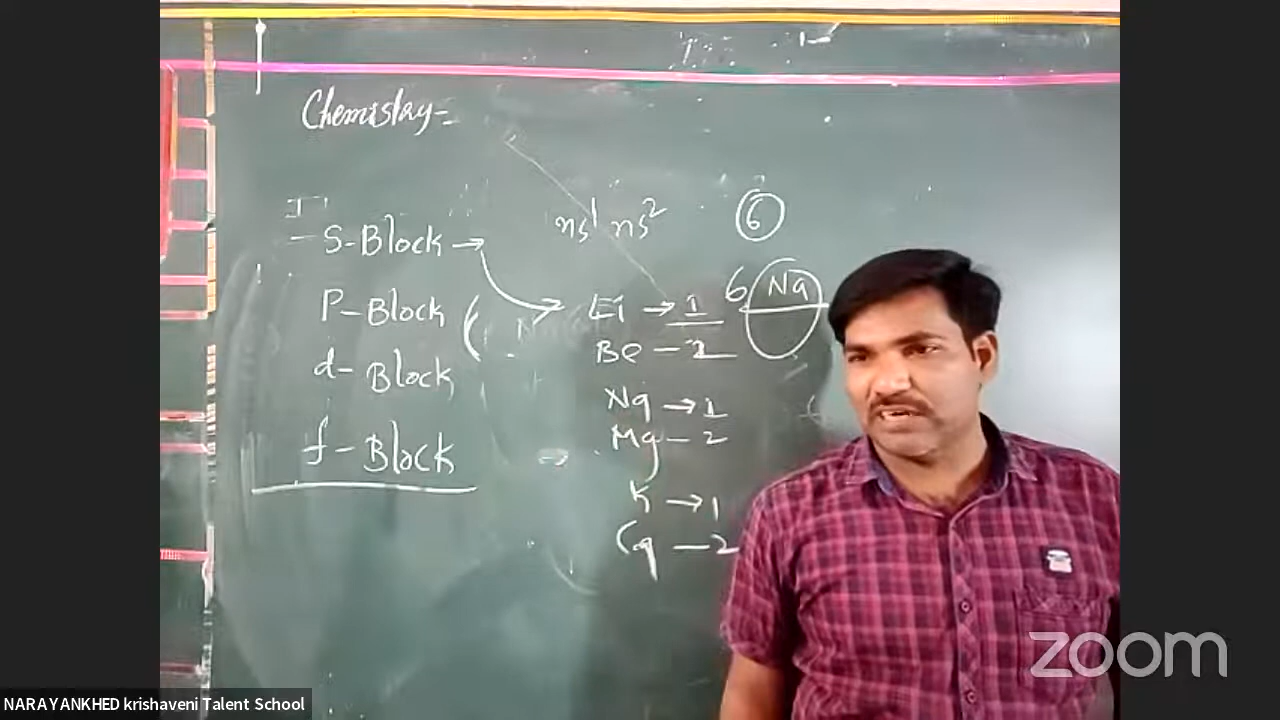 Chemistry-
S-Block → ns¹ ns² 6
P-Block ( Li → 1 6 Na
Be - 2
d-Block
Na → 1
Mg - 2
f-Block
K → 1
Ca - 2
zoom
NARAYANKHED krishaveni Talent School